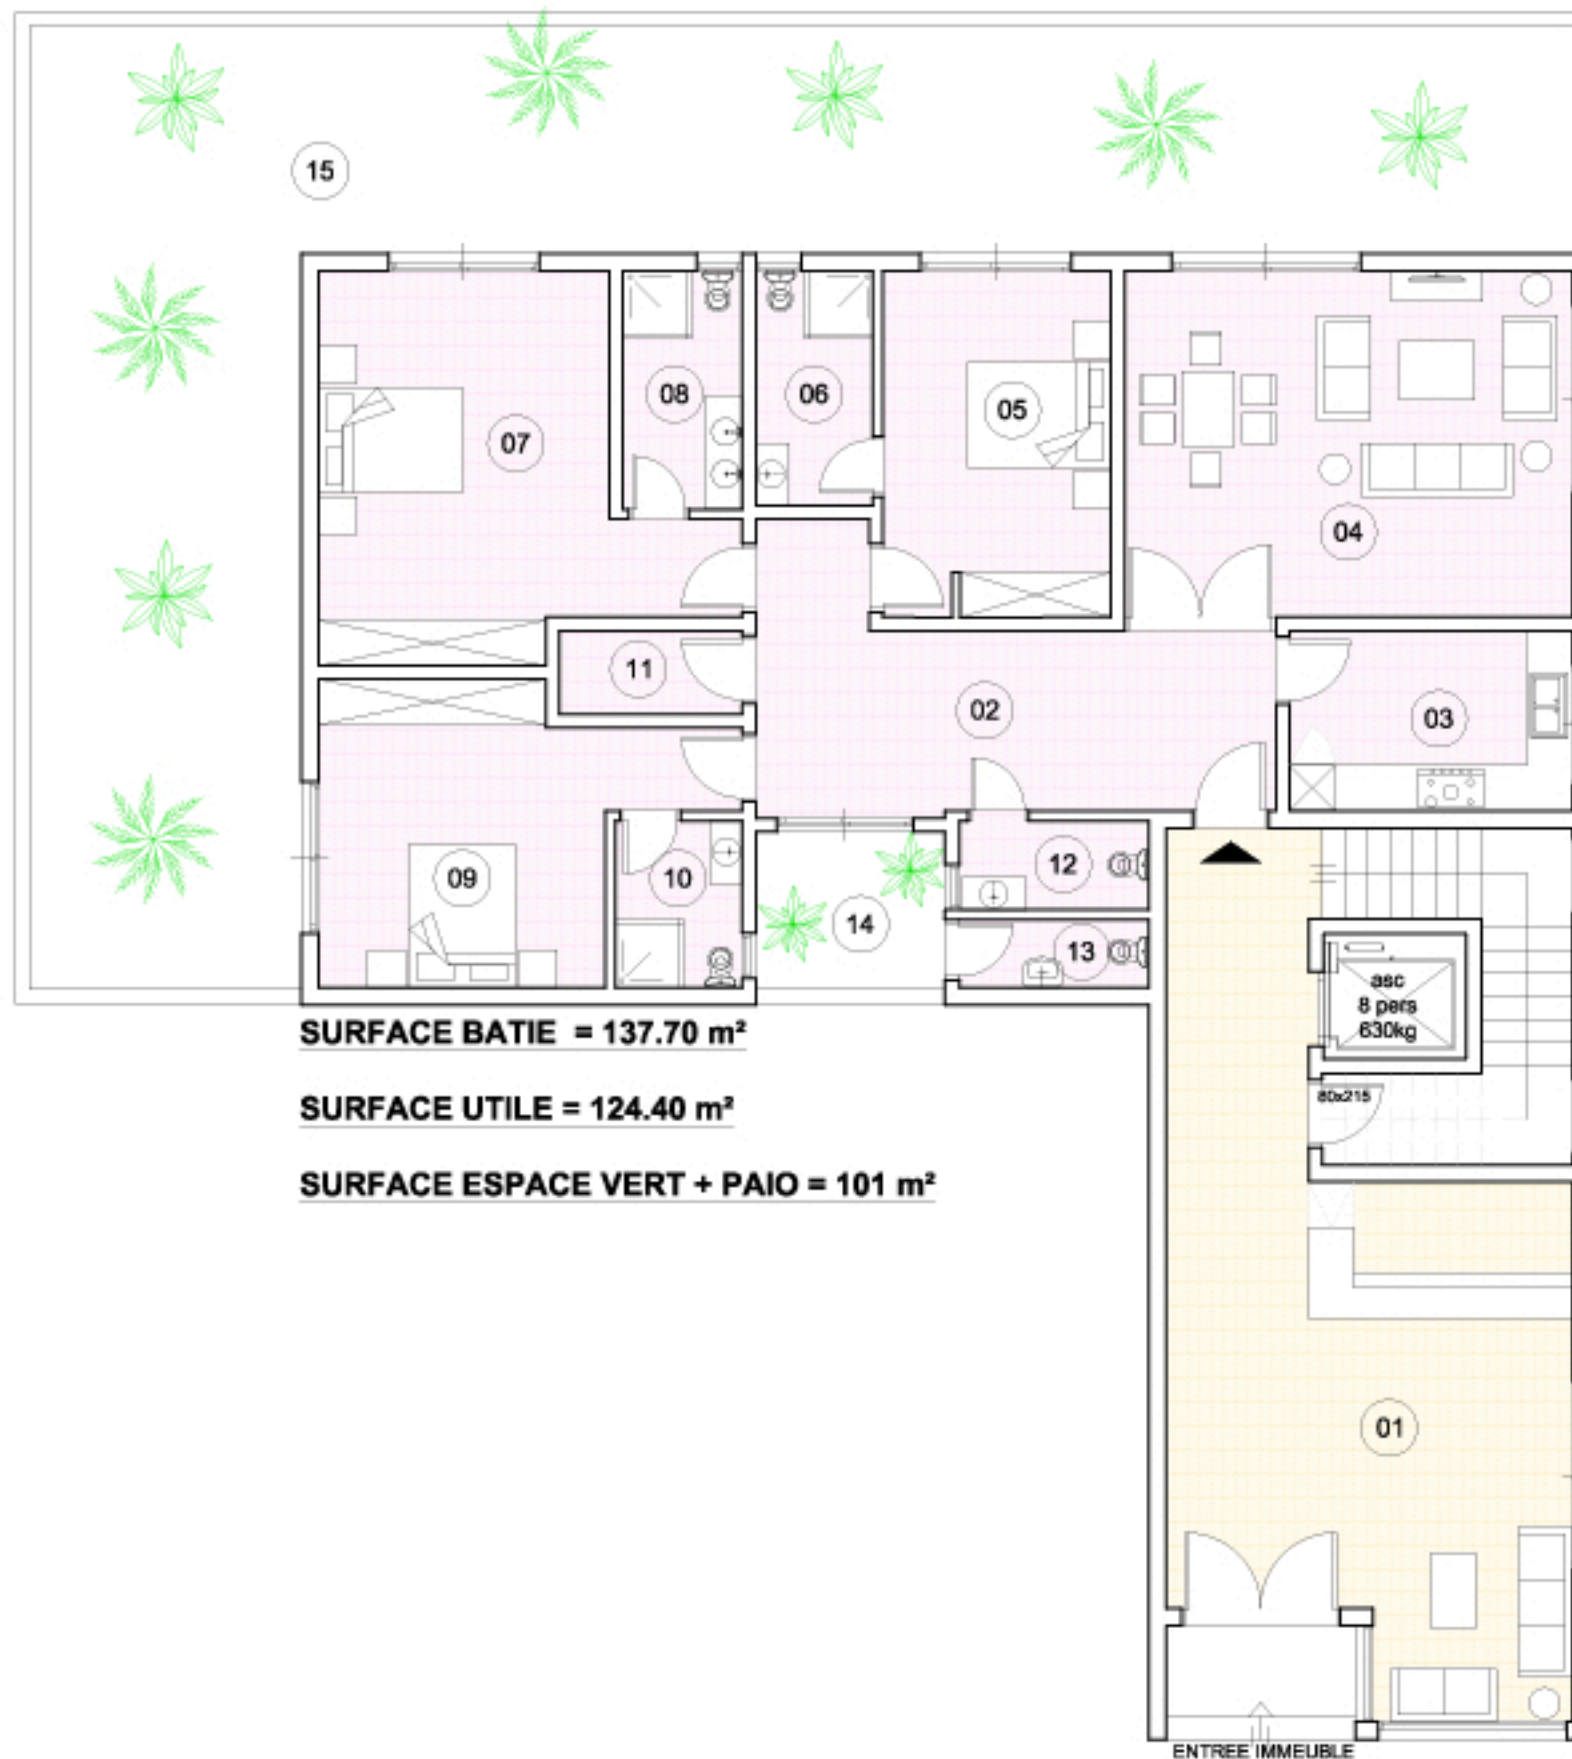 15
08
06
05
07
04
11
02
03
12
09
10
14
13
asc
8 pers
630kg
SURFACE BATIE = 137.70 m²
80x215
SURFACE UTILE = 124.40 m²
SURFACE ESPACE VERT + PAIO = 101 m²
01
ENTREE IMMEUBLE